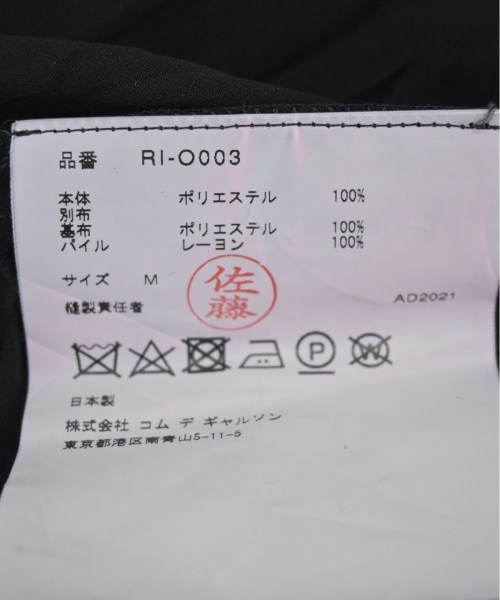 品番 RI-O003
本体 ポリエステル 100%
別布
基布 ポリエステル 100%
パイル レーヨン 100%
サイズ M
佐藤
縫製責任者
AD2021
P W
日本製
株式会社 コム デ ギャルソン
東京都港区南青山5-11-5